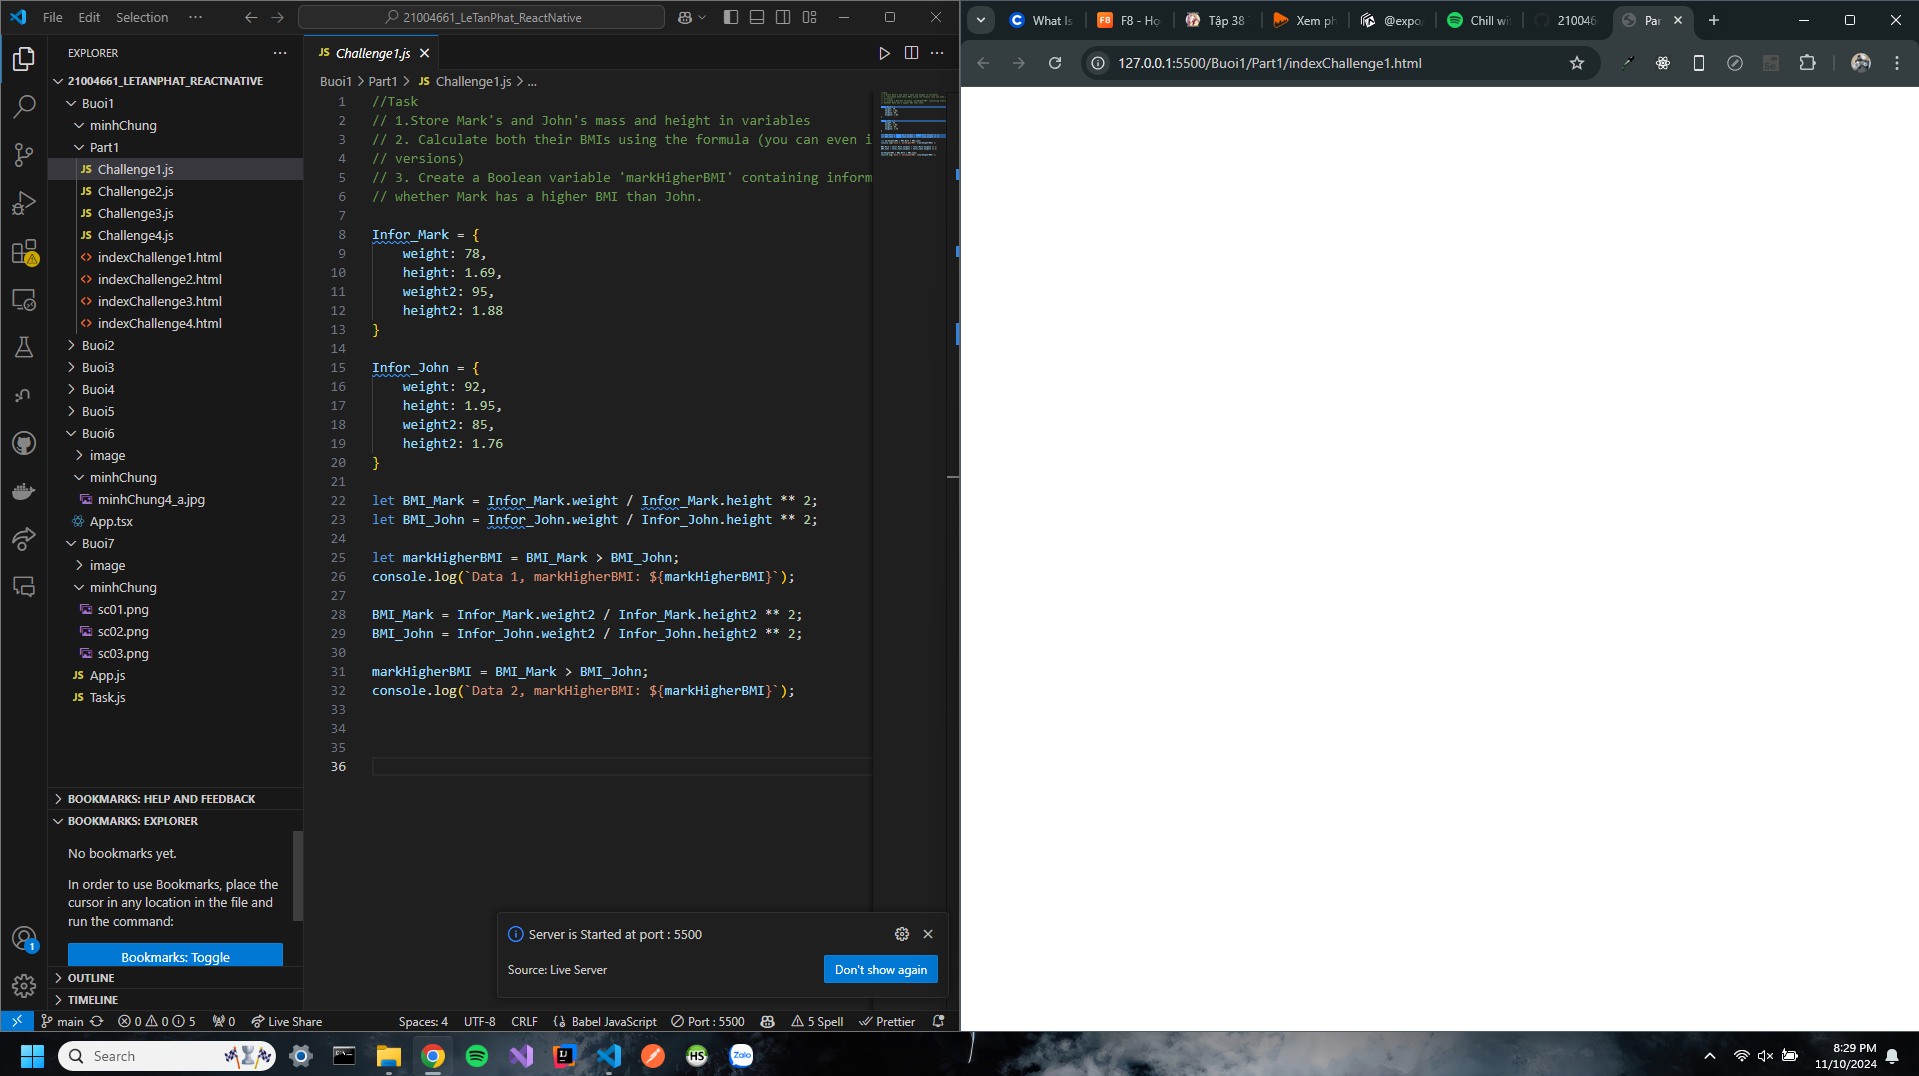 File Edit Selection ··· 21004661_LeTanPhat_ReactNative
EXPLORER
21004661_LETANPHAT_REACTNATIVE
Buoi1
minhChung
Part1
JS Challenge1.js
JS Challenge2.js
JS Challenge3.js
JS Challenge4.js
<> indexChallenge1.html
<> indexChallenge2.html
<> indexChallenge3.html
<> indexChallenge4.html
Buoi2
Buoi3
Buoi4
Buoi5
Buoi6
image
minhChung
minhChung4_a.jpg
App.tsx
Buoi7
image
minhChung
sc01.png
sc02.png
sc03.png
JS App.js
JS Task.js
BOOKMARKS: HELP AND FEEDBACK
BOOKMARKS: EXPLORER
No bookmarks yet.
In order to use Bookmarks, place the
cursor in any location in the file and
run the command:
Bookmarks: Toggle
OUTLINE
TIMELINE
JS Challenge1.js
Buoi1 > Part1 > JS Challenge1.js > ...
1 //Task
2 // 1.Store Mark's and John's mass and height in variables
3 // 2. Calculate both their BMIs using the formula (you can even i
4 // versions)
5 // 3. Create a Boolean variable 'markHigherBMI' containing inform
6 // whether Mark has a higher BMI than John.
7
8 Infor_Mark = {
9 weight: 78,
10 height: 1.69,
11 weight2: 95,
12 height2: 1.88
13 }
14
15 Infor_John = {
16 weight: 92,
17 height: 1.95,
18 weight2: 85,
19 height2: 1.76
20 }
21
22 let BMI_Mark = Infor_Mark.weight / Infor_Mark.height ** 2;
23 let BMI_John = Infor_John.weight / Infor_John.height ** 2;
24
25 let markHigherBMI = BMI_Mark > BMI_John;
26 console.log(`Data 1, markHigherBMI: ${markHigherBMI}`);
27
28 BMI_Mark = Infor_Mark.weight2 / Infor_Mark.height2 ** 2;
29 BMI_John = Infor_John.weight2 / Infor_John.height2 ** 2;
30
31 markHigherBMI = BMI_Mark > BMI_John;
32 console.log(`Data 2, markHigherBMI: ${markHigherBMI}`);
33
34
35
36
Server is Started at port : 5500
Source: Live Server
Don't show again
main 0 0 5 0 Live Share Spaces: 4 UTF-8 CRLF {} Babel JavaScript Port : 5500 5 Spell Prettier
What Is F8 - Họ Tập 38 Xem ph @expo/ Chill wi 210046 Par
127.0.0.1:5500/Buoi1/Part1/indexChallenge1.html
Search
HS
Zalo
8:29 PM
11/10/2024